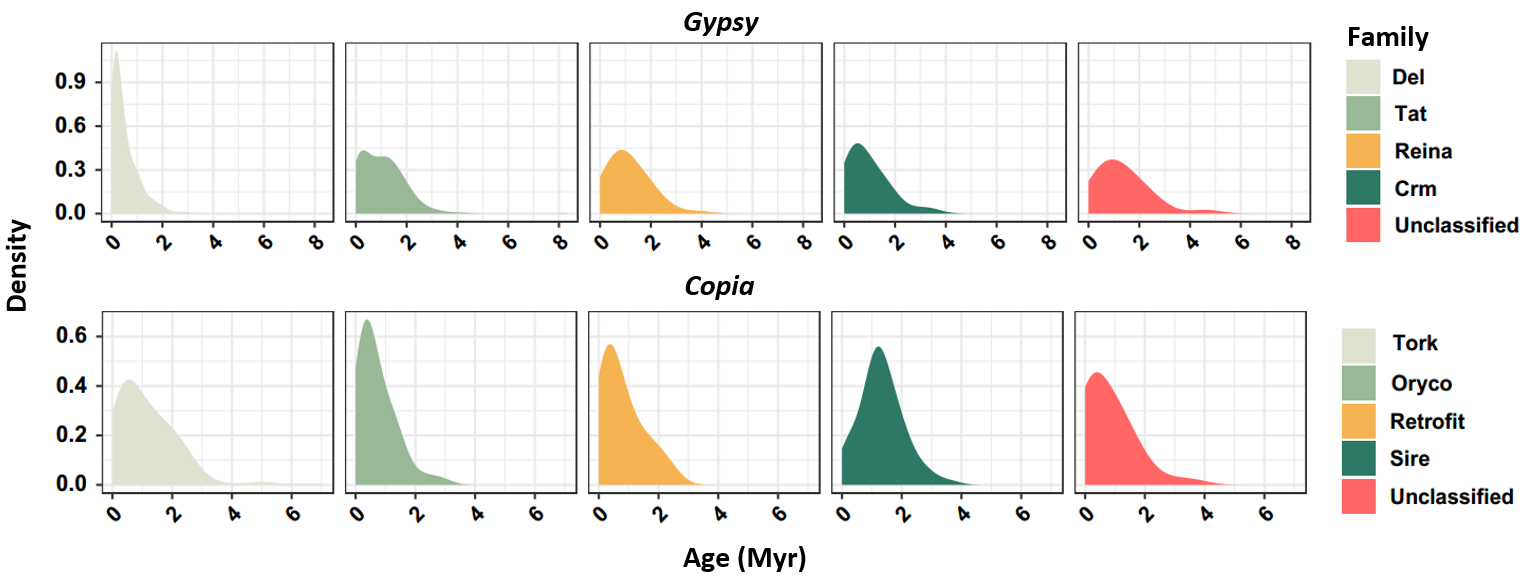 Gypsy
Family
Del
Tat
Reina
Crm
Unclassified
0.9
0.6
0.3
0.0
0 2 4 6 8
0 2 4 6 8
0 2 4 6 8
0 2 4 6 8
0 2 4 6 8
Density
Copia
Tork
Oryco
Retrofit
Sire
Unclassified
0.6
0.4
0.2
0.0
0 2 4 6
0 2 4 6
0 2 4 6
0 2 4 6
0 2 4 6
Age (Myr)